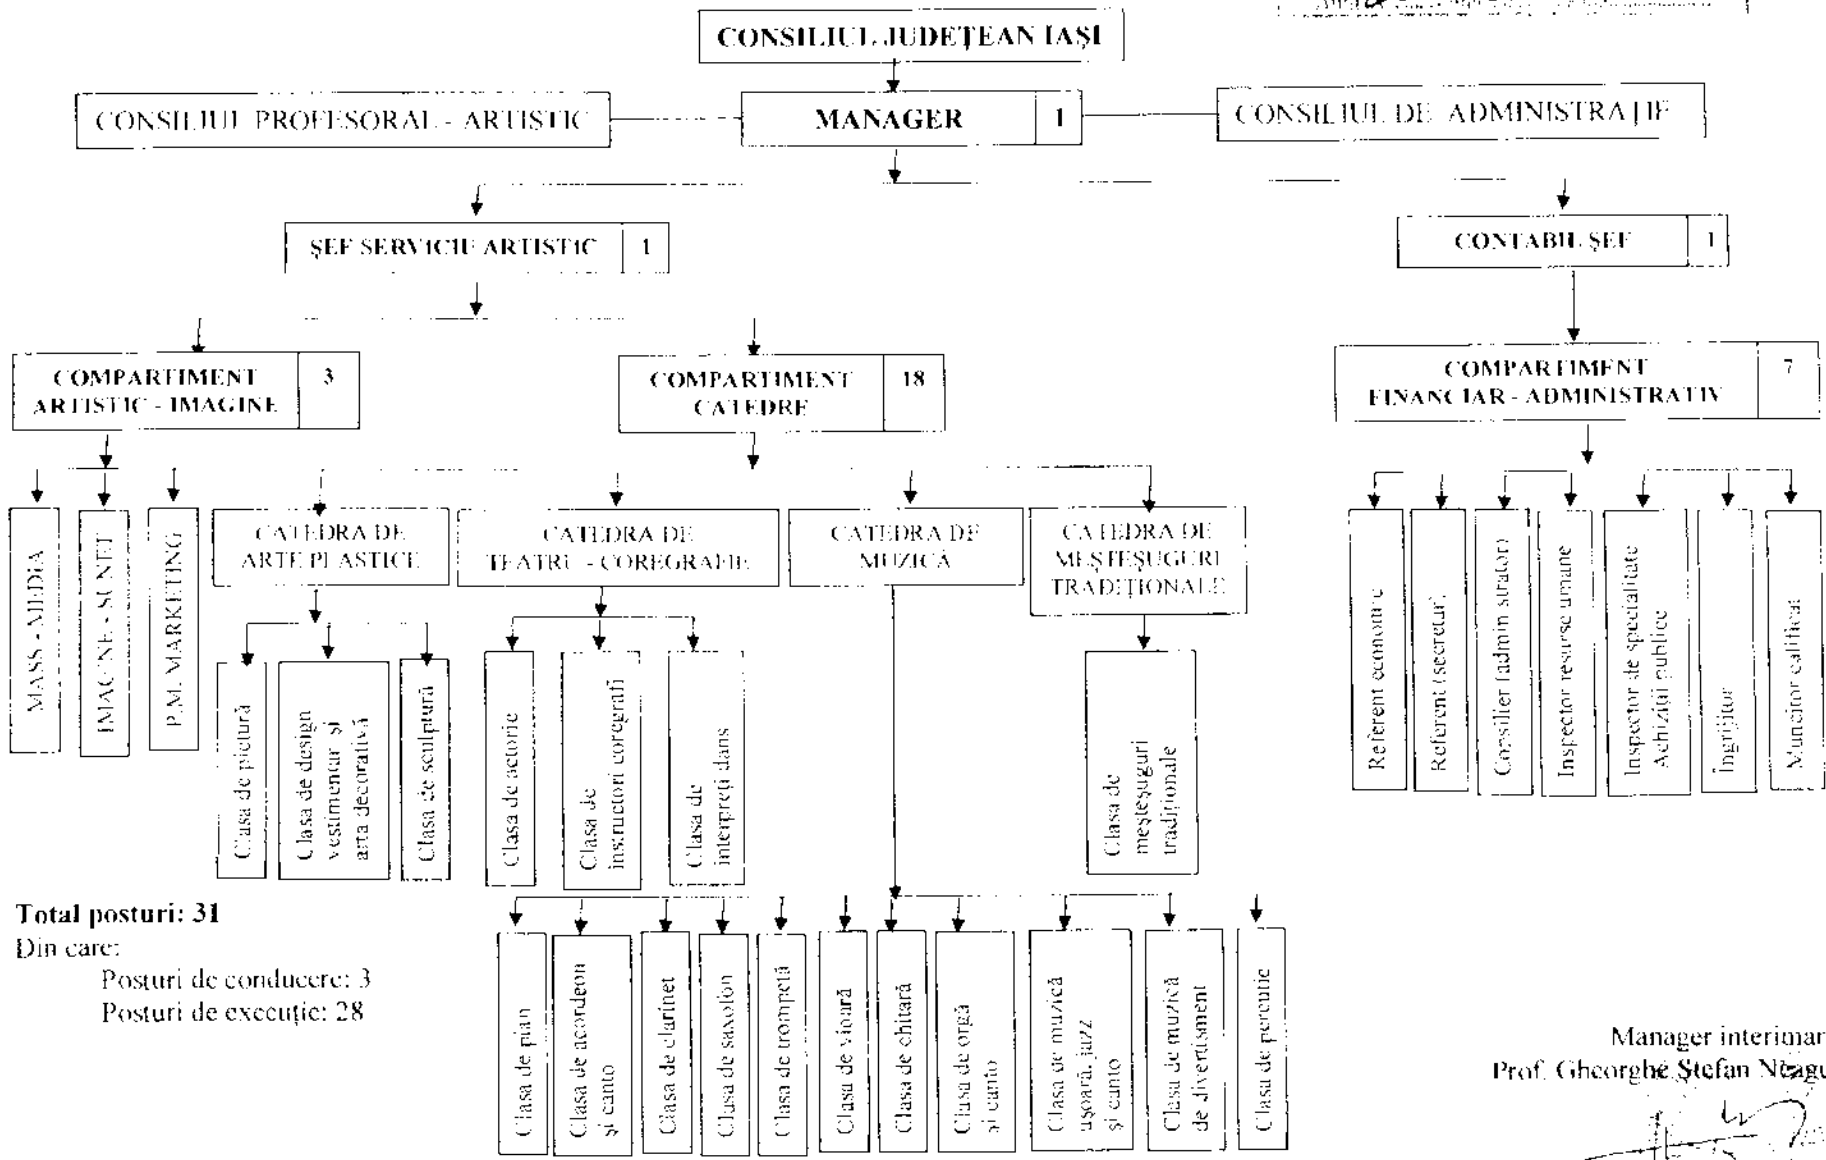 CONSILIUL JUDEȚEAN IAȘI
CONSILIUL PROFESORAL - ARTISTIC
MANAGER 1
CONSILIUL DE ADMINISTRAȚIE
ȘEF SERVICIU ARTISTIC 1
CONTABIL ȘEF 1
COMPARTIMENT
ARTISTIC - IMAGINE
3
COMPARTIMENT
CATEDRE
18
COMPARTIMENT
FINANCIAR - ADMINISTRATIV
7
MASS - MEDIA
IMAGINE - SUNET
P.M. MARKETING
CATEDRA DE
ARTE PLASTICE
CATEDRA DE
TEATRU - COREGRAFIE
CATEDRA DE
MUZICĂ
CATEDRA DE
MEȘTEȘUGURI
TRADIȚIONALE
Referent economic
Referent (secretar)
Consilier (administrator)
Inspector resurse umane
Inspector de specialitate
Achiziții publice
Îngrijitor
Muncitor calificat
Clasa de pictură
Clasa de design
vestimentar și
arta decorativă
Clasa de sculptură
Clasa de actorie
Clasa de
instructori coregrafi
Clasa de
interpreți dans
Clasa de
meșteșuguri
tradiționale
Clasa de pian
Clasa de acordeon
și canto
Clasa de clarinet
Clasa de saxofon
Clasa de trompetă
Clasa de vioară
Clasa de chitară
Clasa de orgă
și canto
Clasa de muzică
ușoară, jazz
și canto
Clasa de muzică
de divertisment
Clasa de percuție
Total posturi: 31
Din care:
Posturi de conducere: 3
Posturi de execuție: 28
Manager interimar
Prof. Gheorghe Ștefan Neagu